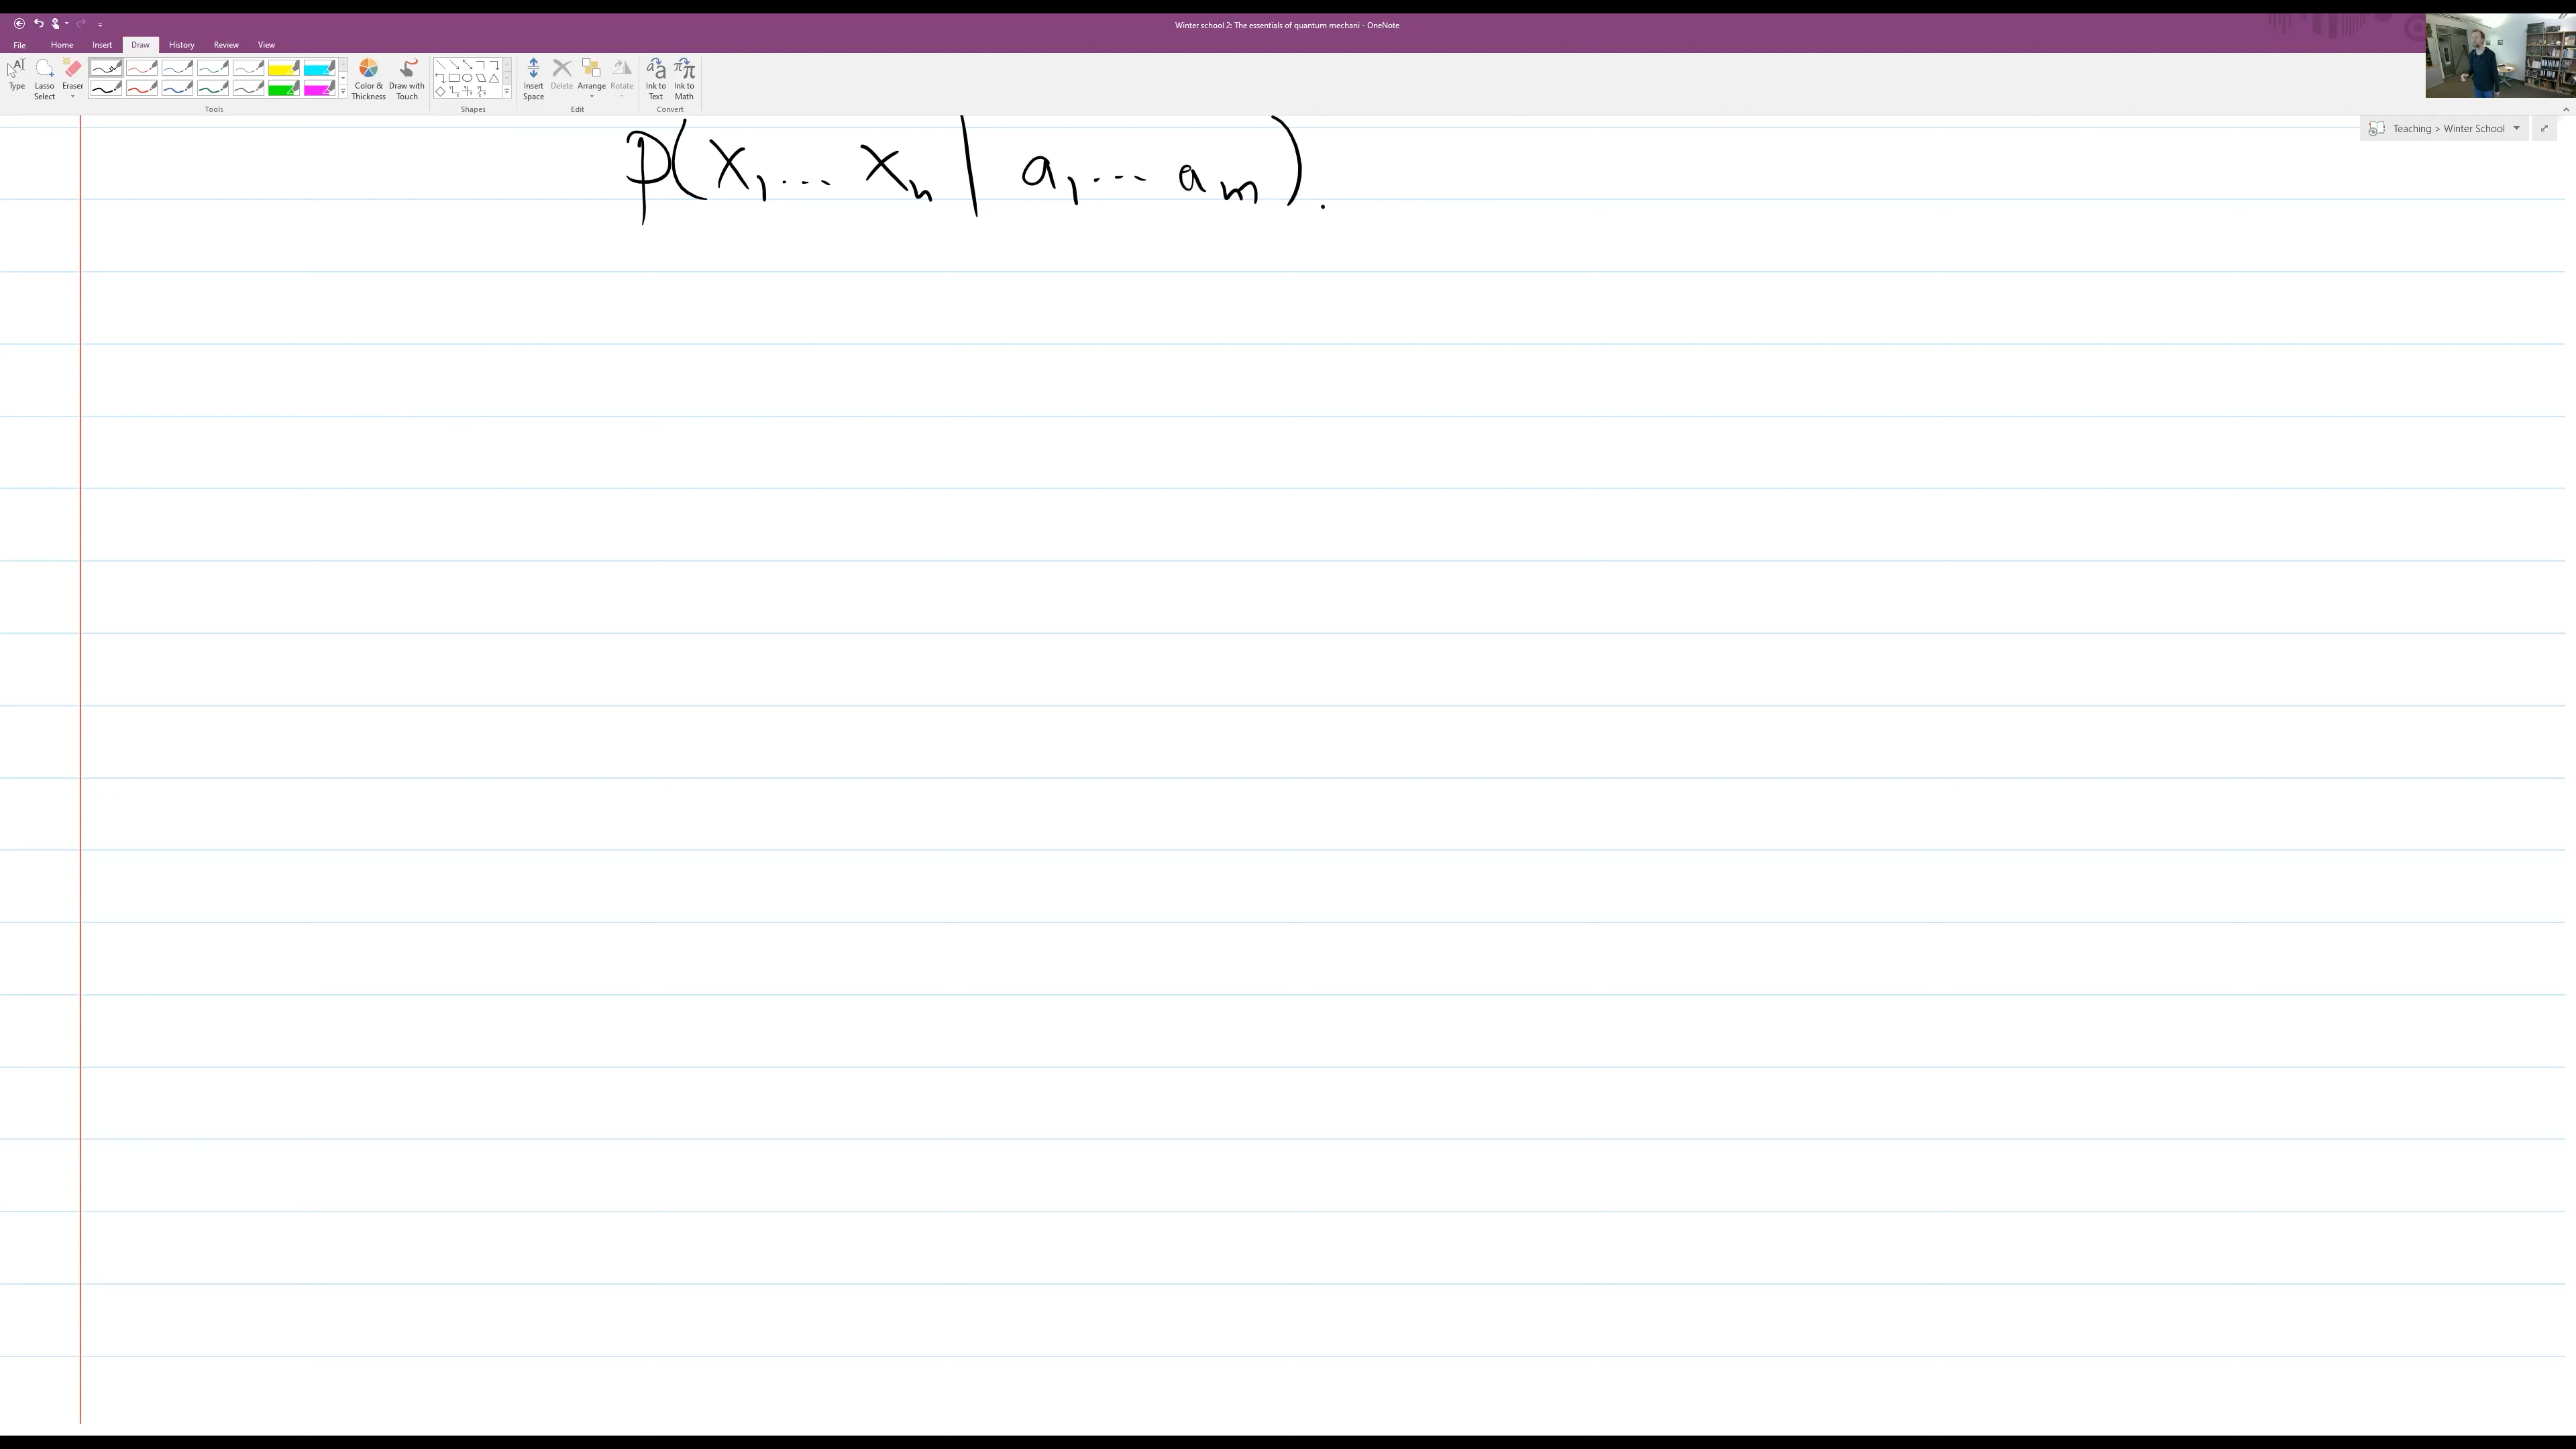 Winter school 2: The essentials of quantum mechani - OneNote
File Home Insert Draw History Review View
Type Lasso Select Eraser Color & Thickness Draw with Touch Insert Space Delete Arrange Rotate Ink to Text Ink to Math
Tools Shapes Edit Convert
Teaching > Winter School
p(x₁ ... xₙ | a₁ ... aₘ).